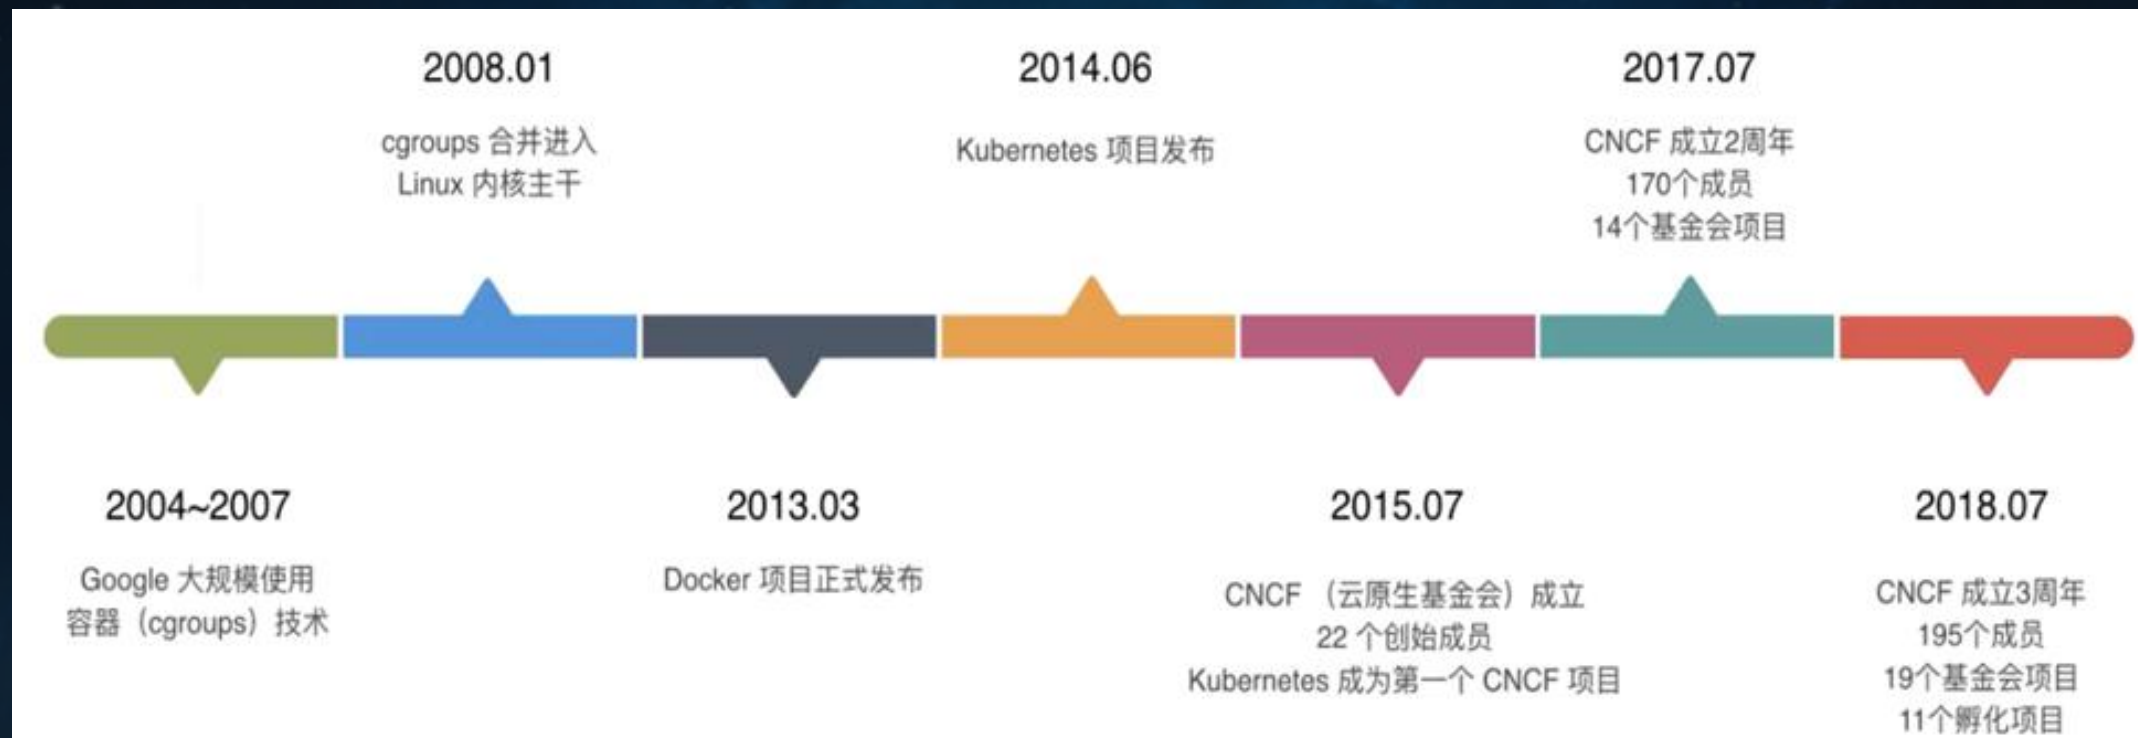 2008.01
cgroups 合并进入
Linux 内核主干
2014.06
Kubernetes 项目发布
2017.07
CNCF 成立2周年
170个成员
14个基金会项目
2004~2007
Google 大规模使用
容器（cgroups）技术
2013.03
Docker 项目正式发布
2015.07
CNCF （云原生基金会）成立
22 个创始成员
Kubernetes 成为第一个 CNCF 项目
2018.07
CNCF 成立3周年
195个成员
19个基金会项目
11个孵化项目